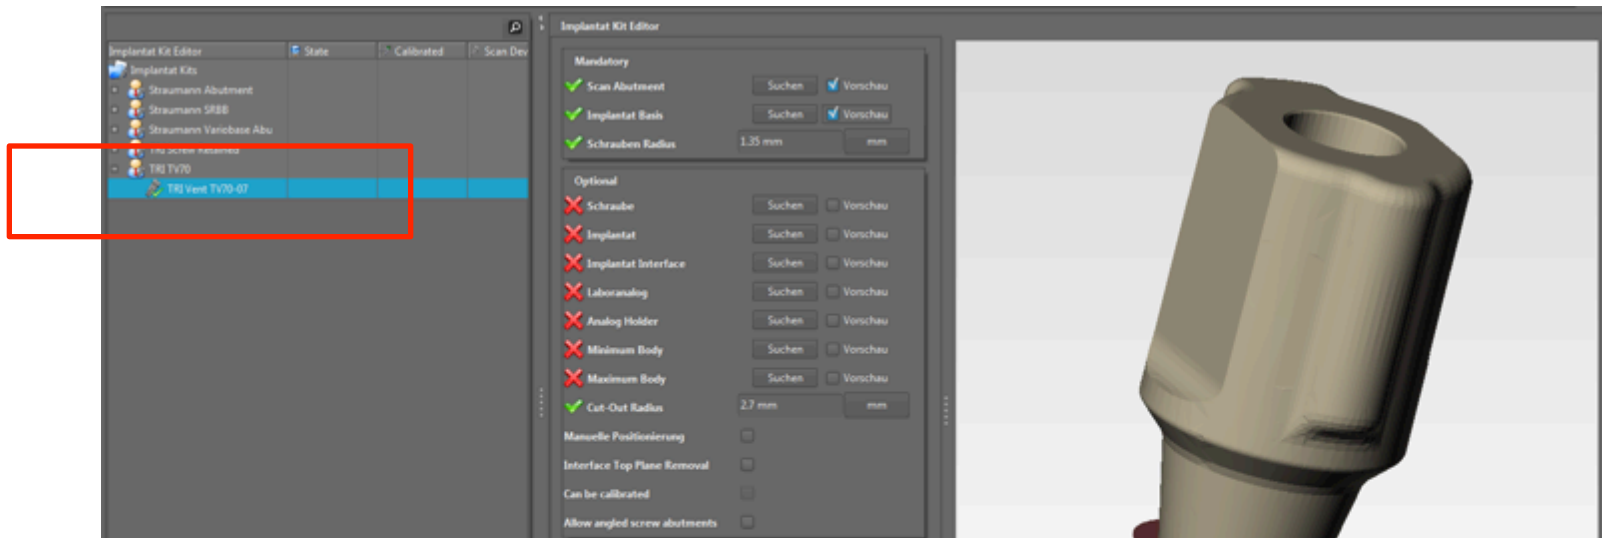 Implantat Kit Editor
Implantat Kit Editor State Calibrated Scan Dev
Implantat Kits
Straumann Abutment
Straumann SRBB
Straumann Variobase Abu
TRI Screw Retained
TRI TV70
TRI Vent TV70-07
Mandatory
Scan Abutment Suchen Vorschau
Implantat Basis Suchen Vorschau
Schrauben Radius 1.35 mm mm
Optional
Schraube Suchen Vorschau
Implantat Suchen Vorschau
Implantat Interface Suchen Vorschau
Laboranalog Suchen Vorschau
Analog Holder Suchen Vorschau
Minimum Body Suchen Vorschau
Maximum Body Suchen Vorschau
Cut-Out Radius 2.7 mm mm
Manuelle Positionierung
Interface Top Plane Removal
Can be calibrated
Allow angled screw abutments